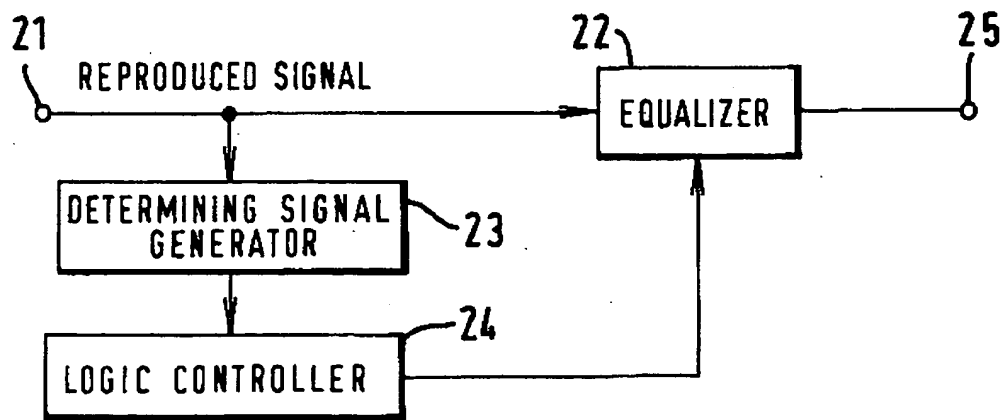 21
REPRODUCED SIGNAL
22
EQUALIZER
25
DETERMINING SIGNAL
GENERATOR
23
24
LOGIC CONTROLLER